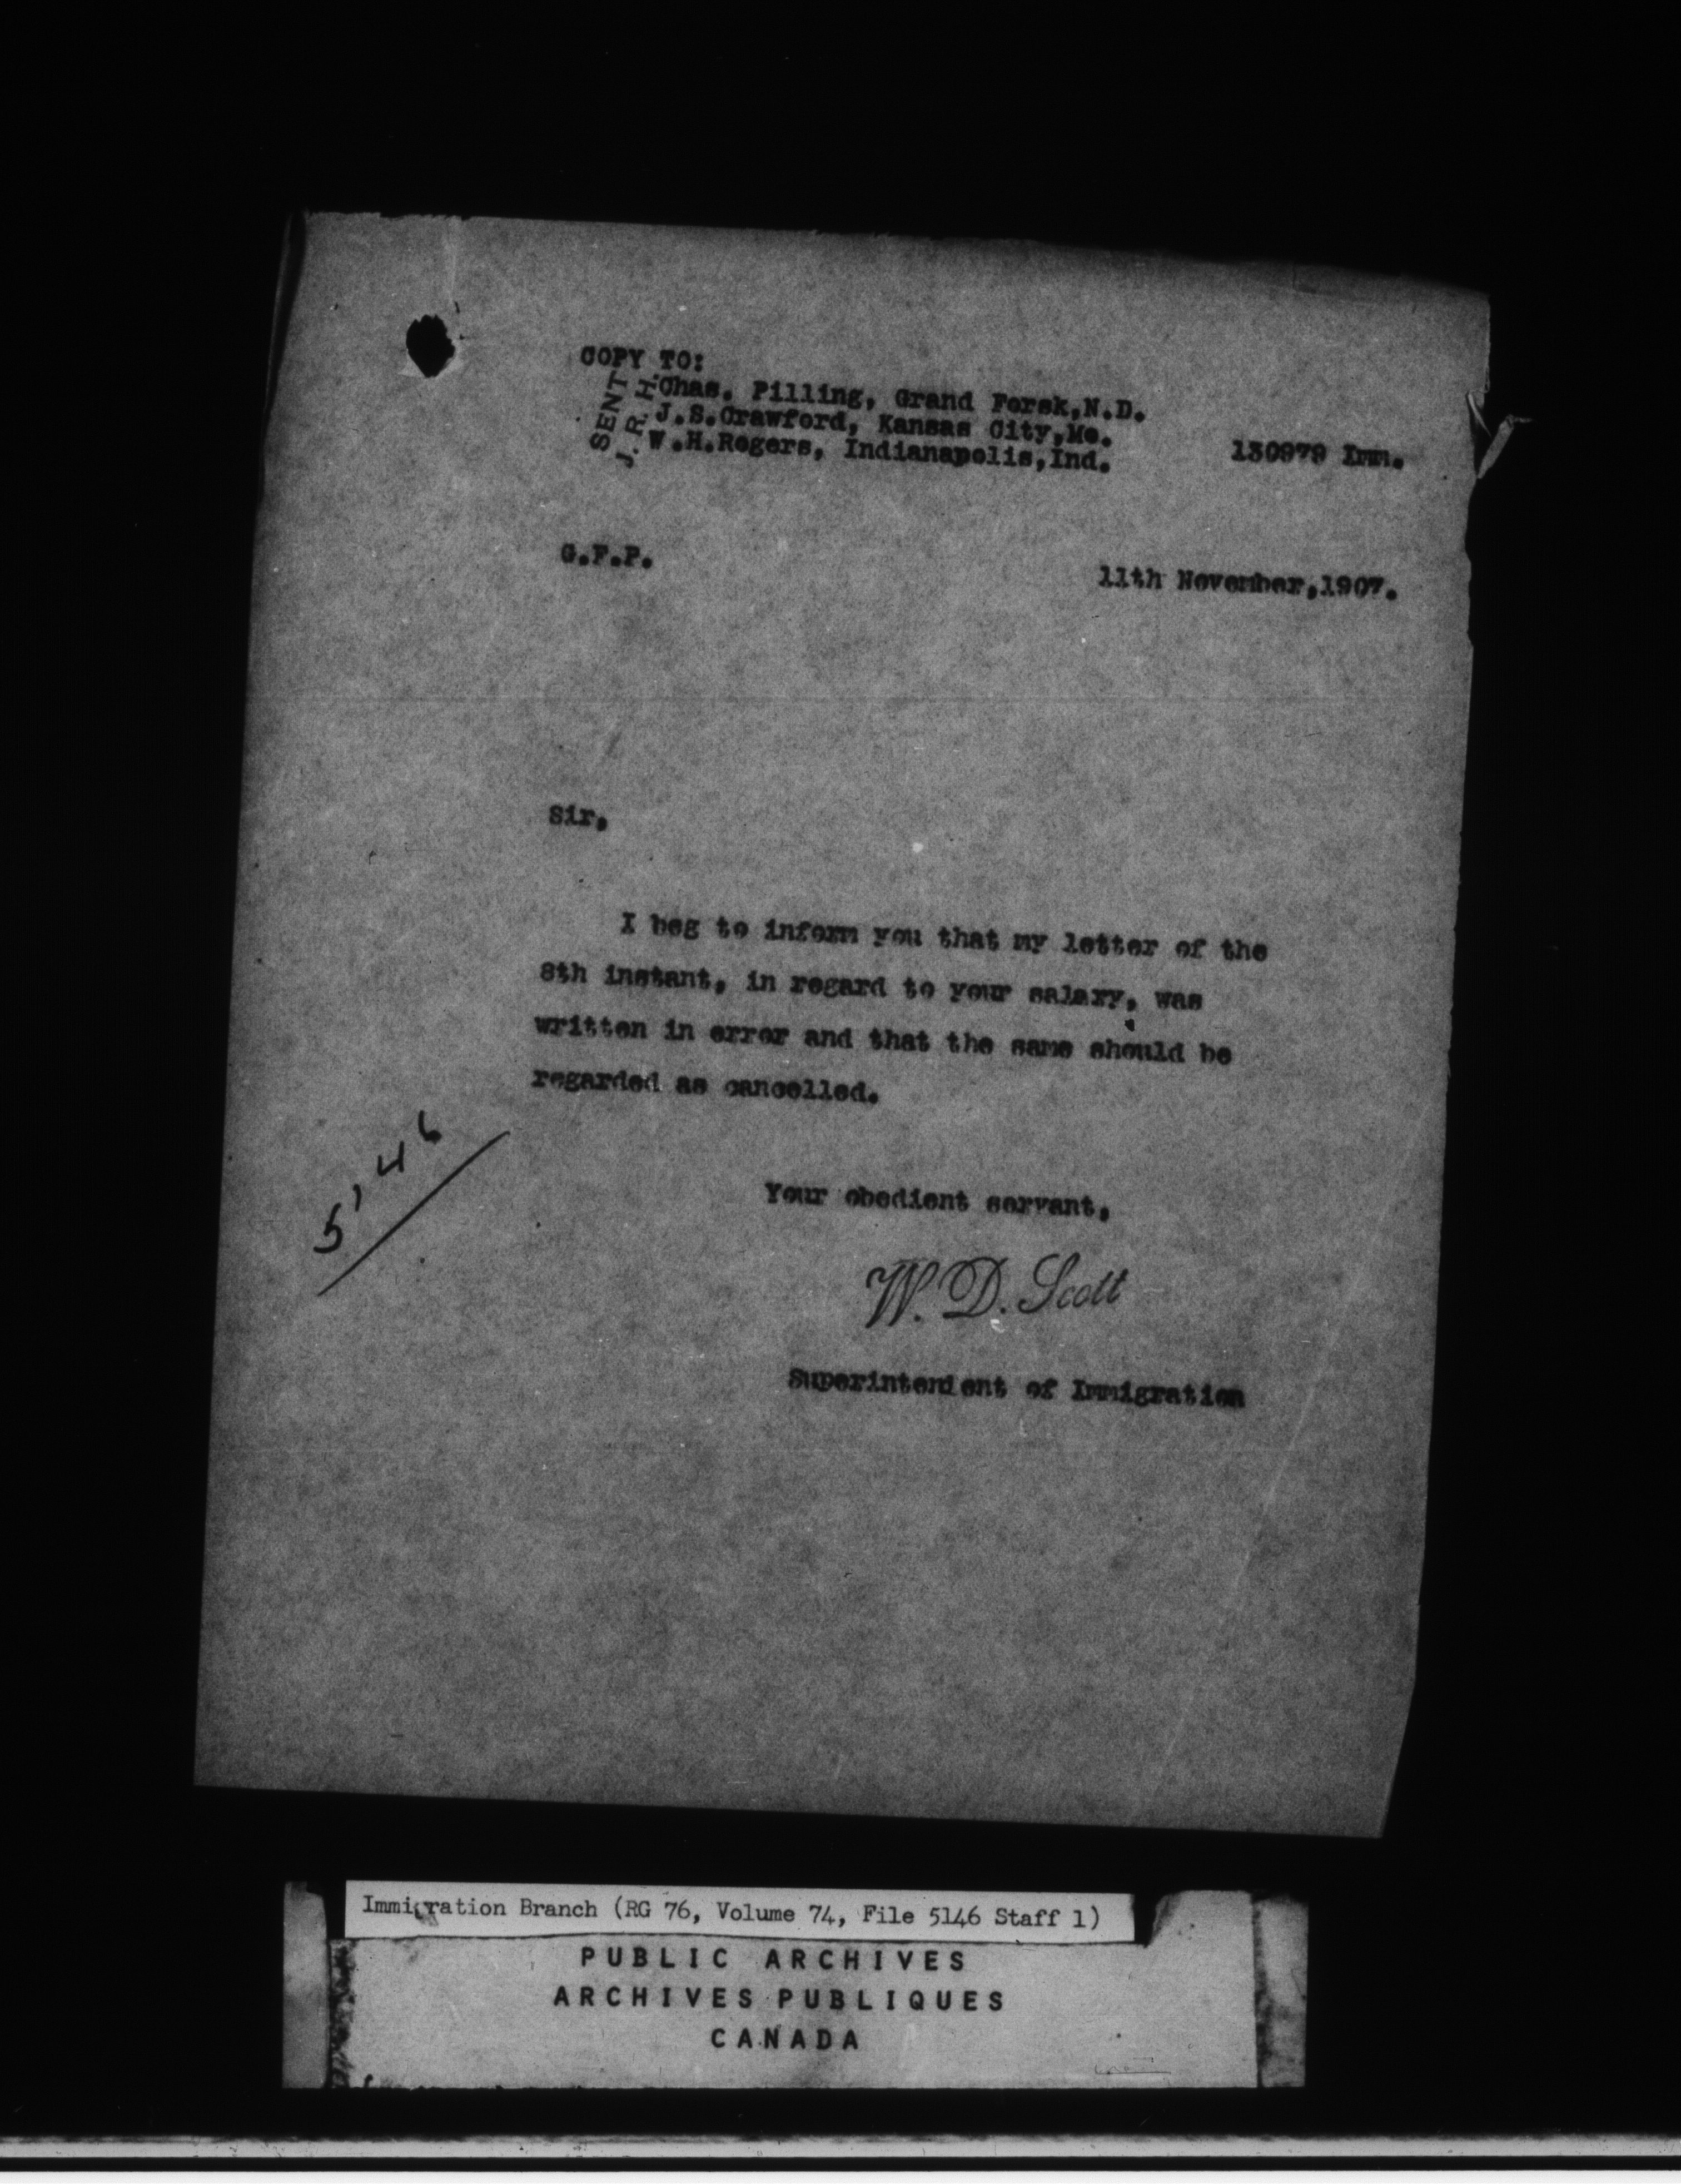 COPY TO:
Chas. Pilling, Grand Forsk,N.D.
J.S.Crawford, Kansas City,Mo.
W.H.Rogers, Indianapolis,Ind.
SENT
J. R. H.
130979 Imm.
G.F.P.
11th November,1907.
Sir,
I beg to inform you that my letter of the
8th instant, in regard to your salary, was
written in error and that the same should be
regarded as cancelled.
5146
Your obedient servant,
W. D. Scott
Superintendent of Immigration
Immigration Branch (RG 76, Volume 74, File 5146 Staff 1)
PUBLIC ARCHIVES
ARCHIVES PUBLIQUES
CANADA